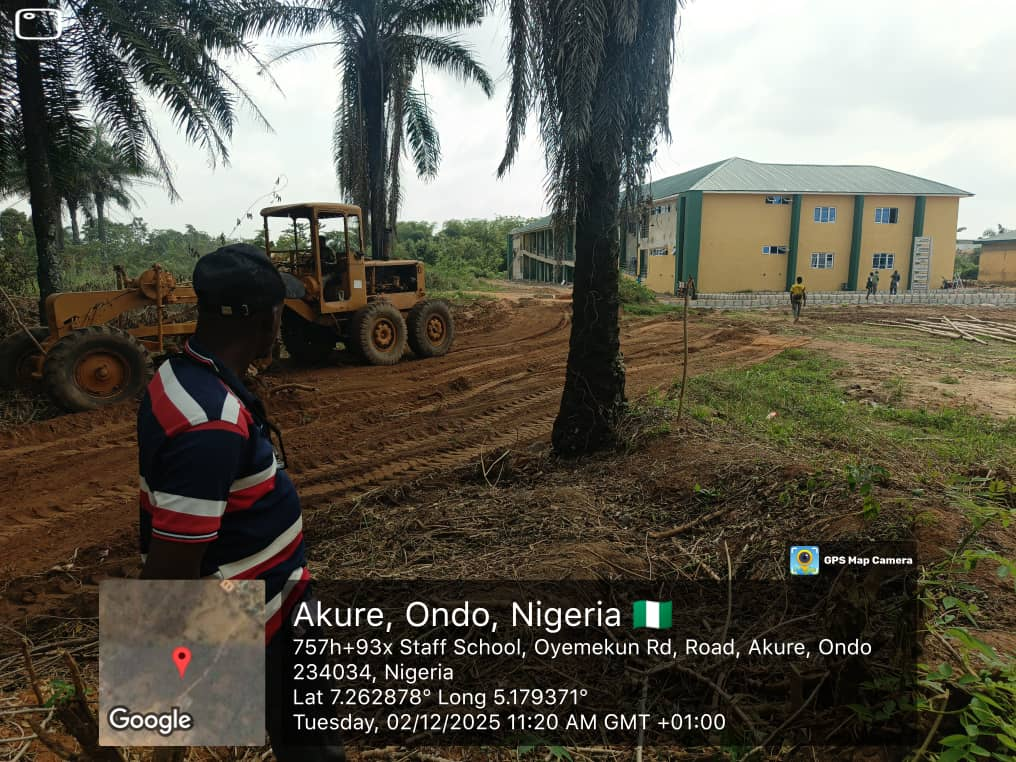 GPS Map Camera
Akure, Ondo, Nigeria 🇳🇬
757h+93x Staff School, Oyemekun Rd, Road, Akure, Ondo
234034, Nigeria
Lat 7.262878° Long 5.179371°
Tuesday, 02/12/2025 11:20 AM GMT +01:00
Google